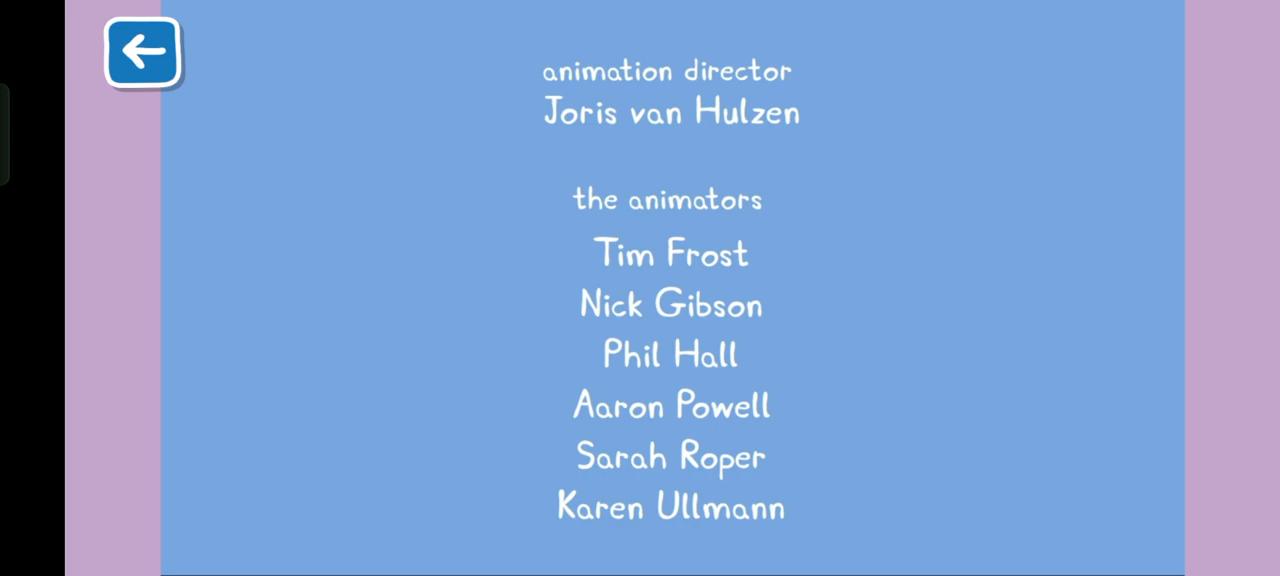 animation director
Joris van Hulzen
the animators
Tim Frost
Nick Gibson
Phil Hall
Aaron Powell
Sarah Roper
Karen Ullmann